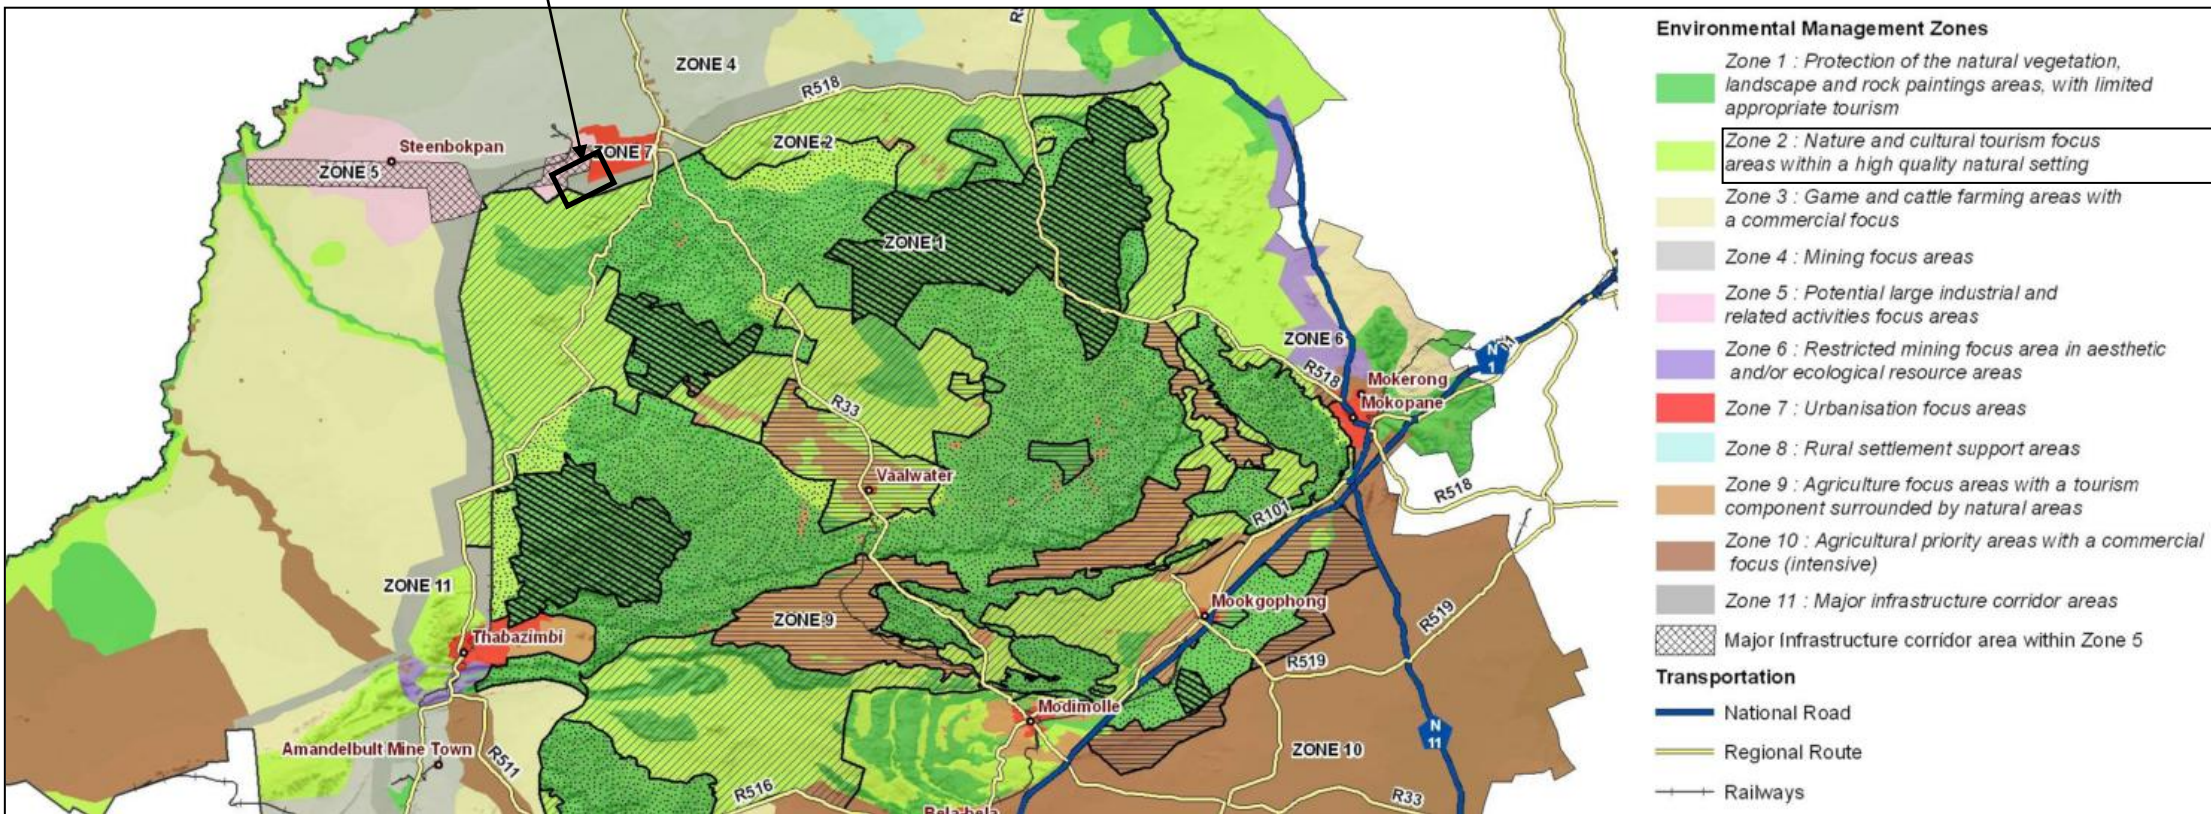 ZONE 4
R518
Steenbokpan
ZONE 5
ZONE 7
ZONE 2
ZONE 1
ZONE 6
R518
N
1
Mokerong
Mokopane
R33
Vaalwater
R518
R101
ZONE 11
Mookgophong
Thabazimbi
ZONE 9
R519
R519
Modimolle
N
11
Amandelbult Mine Town
R511
ZONE 10
R516
R33
Bela-bela
Environmental Management Zones
Zone 1 : Protection of the natural vegetation,
landscape and rock paintings areas, with limited
appropriate tourism
Zone 2 : Nature and cultural tourism focus
areas within a high quality natural setting
Zone 3 : Game and cattle farming areas with
a commercial focus
Zone 4 : Mining focus areas
Zone 5 : Potential large industrial and
related activities focus areas
Zone 6 : Restricted mining focus area in aesthetic
and/or ecological resource areas
Zone 7 : Urbanisation focus areas
Zone 8 : Rural settlement support areas
Zone 9 : Agriculture focus areas with a tourism
component surrounded by natural areas
Zone 10 : Agricultural priority areas with a commercial
focus (intensive)
Zone 11 : Major infrastructure corridor areas
Major Infrastructure corridor area within Zone 5
Transportation
National Road
Regional Route
Railways